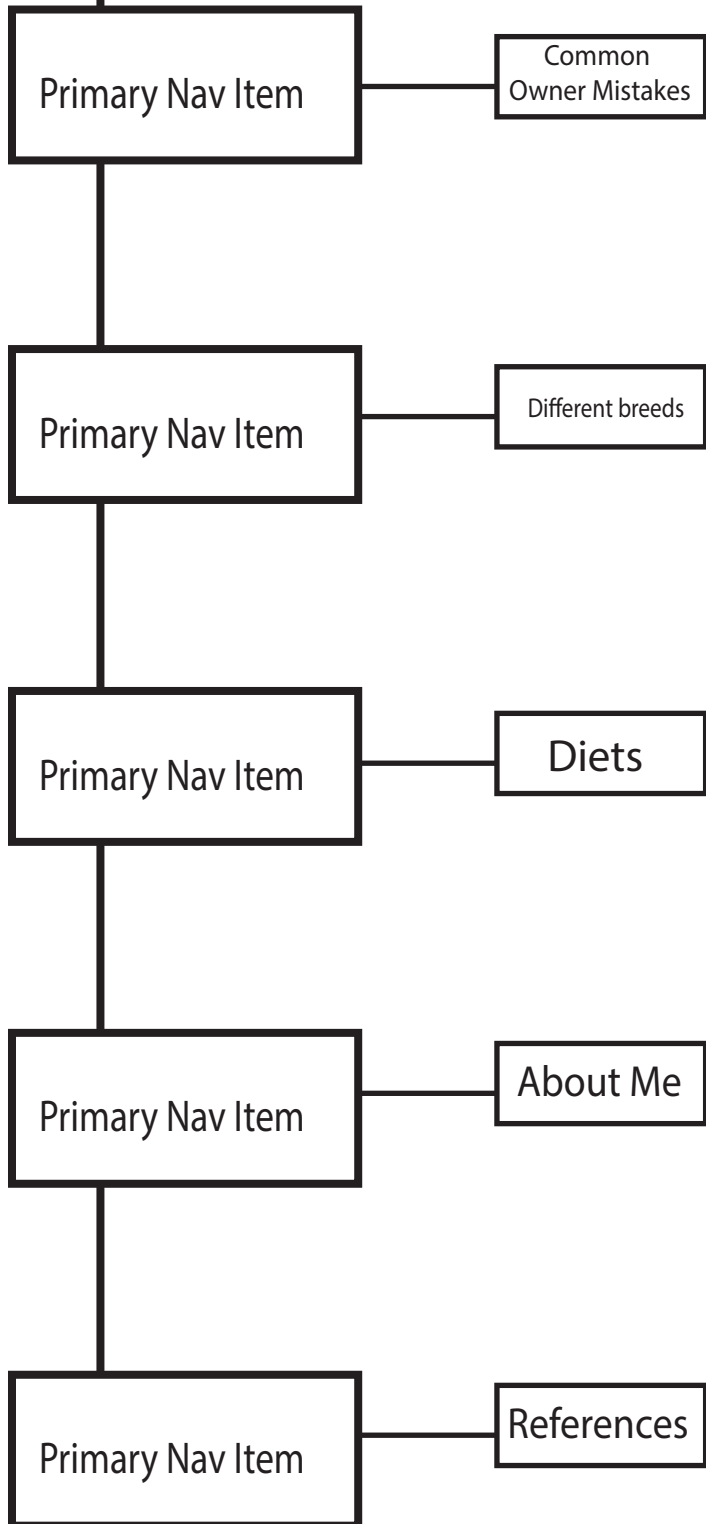 Primary Nav Item
Common
Owner Mistakes
Primary Nav Item
Different breeds
Primary Nav Item
Diets
Primary Nav Item
About Me
Primary Nav Item
References